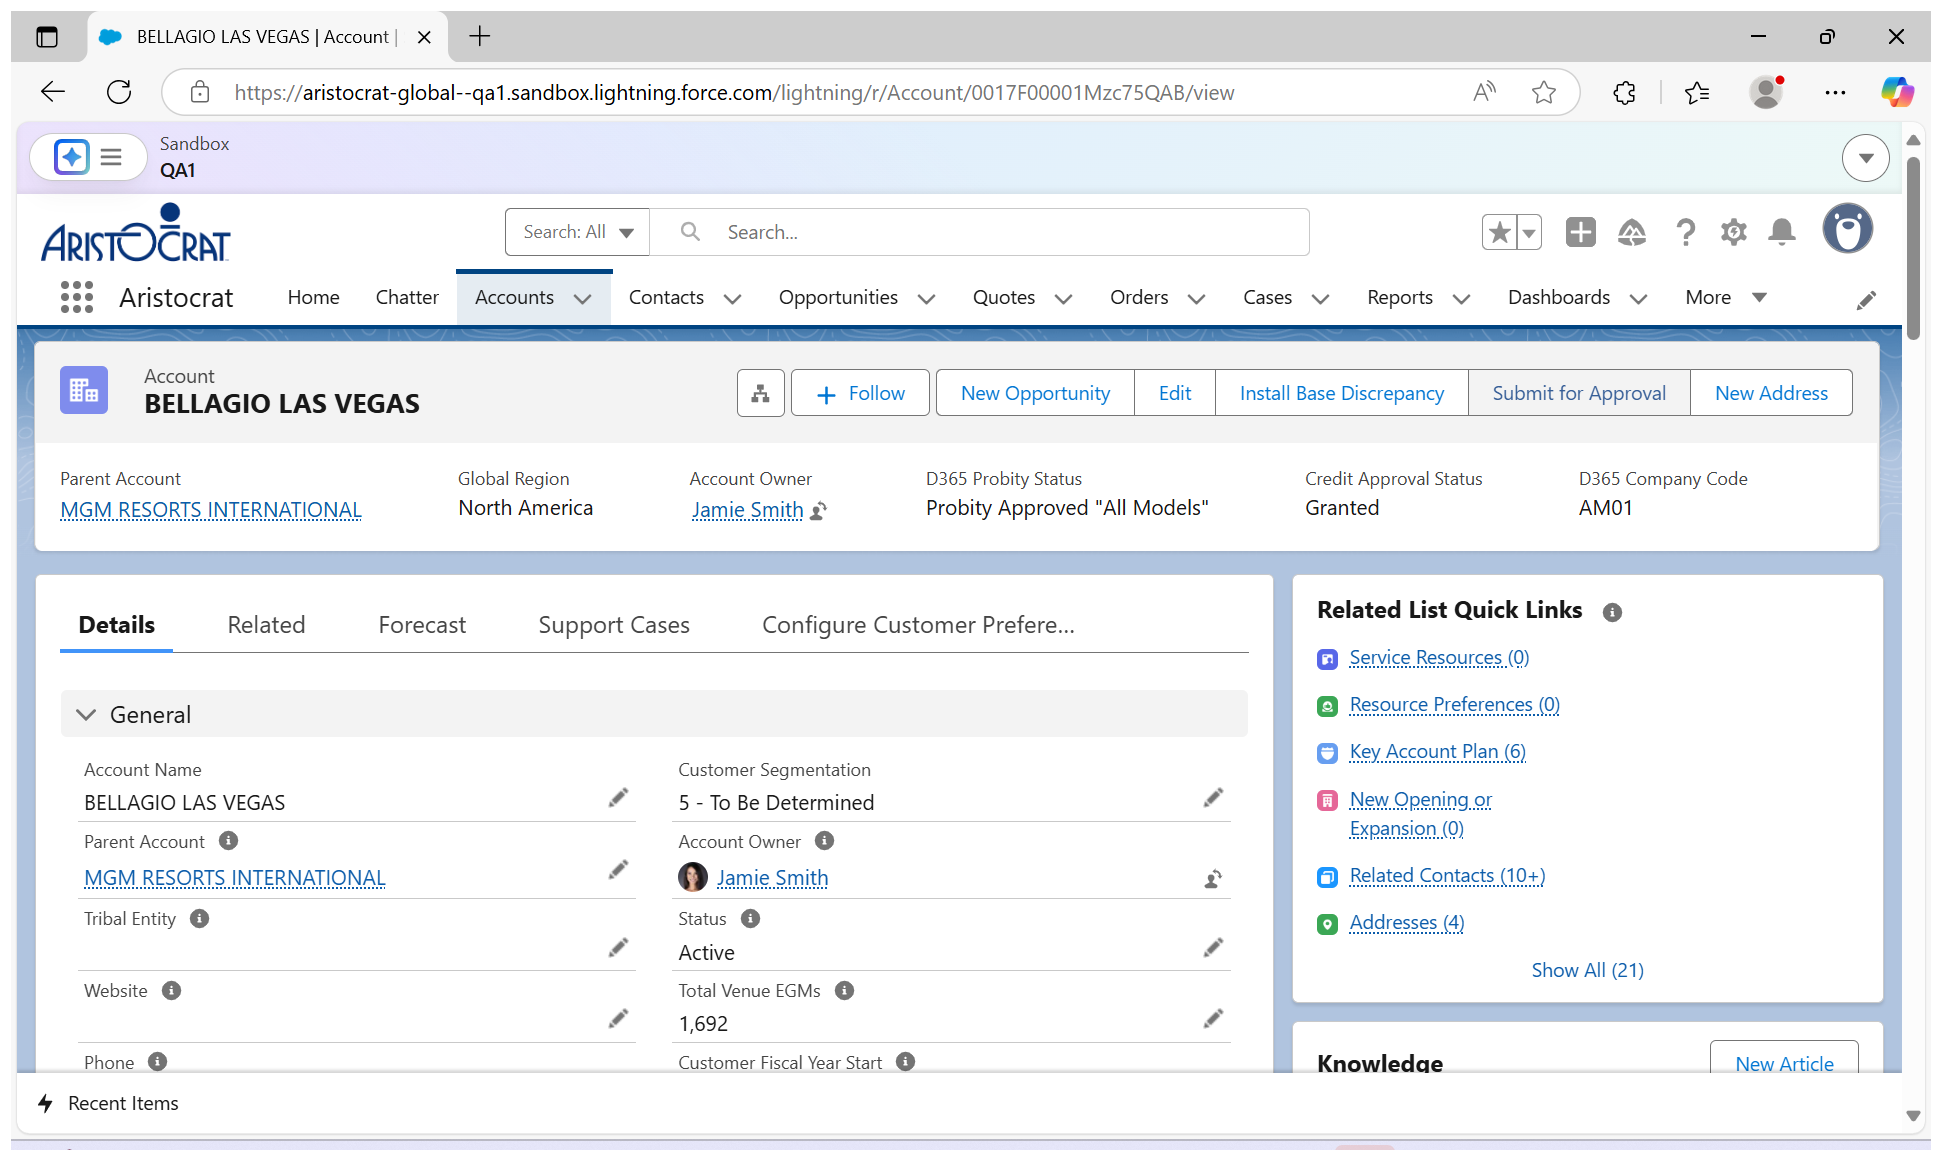 BELLAGIO LAS VEGAS | Account |
https://aristocrat-global--qa1.sandbox.lightning.force.com/lightning/r/Account/0017F00001Mzc75QAB/view
Sandbox
QA1
ARISTOCRAT
Search: All
Search...
Aristocrat
Home
Chatter
Accounts
Contacts
Opportunities
Quotes
Orders
Cases
Reports
Dashboards
More
Account
BELLAGIO LAS VEGAS
Follow
New Opportunity
Edit
Install Base Discrepancy
Submit for Approval
New Address
Parent Account
MGM RESORTS INTERNATIONAL
Global Region
North America
Account Owner
Jamie Smith
D365 Probity Status
Probity Approved "All Models"
Credit Approval Status
Granted
D365 Company Code
AM01
Details
Related
Forecast
Support Cases
Configure Customer Prefere...
General
Account Name
BELLAGIO LAS VEGAS
Customer Segmentation
5 - To Be Determined
Parent Account
MGM RESORTS INTERNATIONAL
Account Owner
Jamie Smith
Tribal Entity
Status
Active
Website
Total Venue EGMs
1,692
Phone
Customer Fiscal Year Start
Related List Quick Links
Service Resources (0)
Resource Preferences (0)
Key Account Plan (6)
New Opening or
Expansion (0)
Related Contacts (10+)
Addresses (4)
Show All (21)
Knowledge
New Article
Recent Items